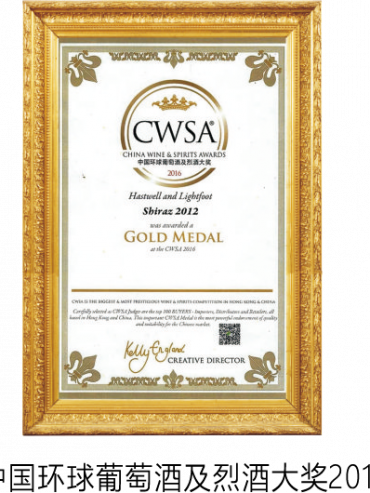 CWSA®
CHINA WINE & SPIRITS AWARDS
中国环球葡萄酒及烈酒大奖
2016
Hastwell and Lightfoot
Shiraz 2012
was awarded a
GOLD MEDAL
at the CWSA 2016
CWSA IS THE BIGGEST & MOST PRESTIGIOUS WINE & SPIRITS COMPETITION IN HONG KONG & CHINA
Carefully selected as CWSA Judges are the top 100 BUYERS - Importers, Distributors and Retailers, all
based in Hong Kong and China. This important CWSA Medal is the most powerful endorsement of quality
and suitability for the Chinese market.
Kelly England
CREATIVE DIRECTOR
中国环球葡萄酒及烈酒大奖201